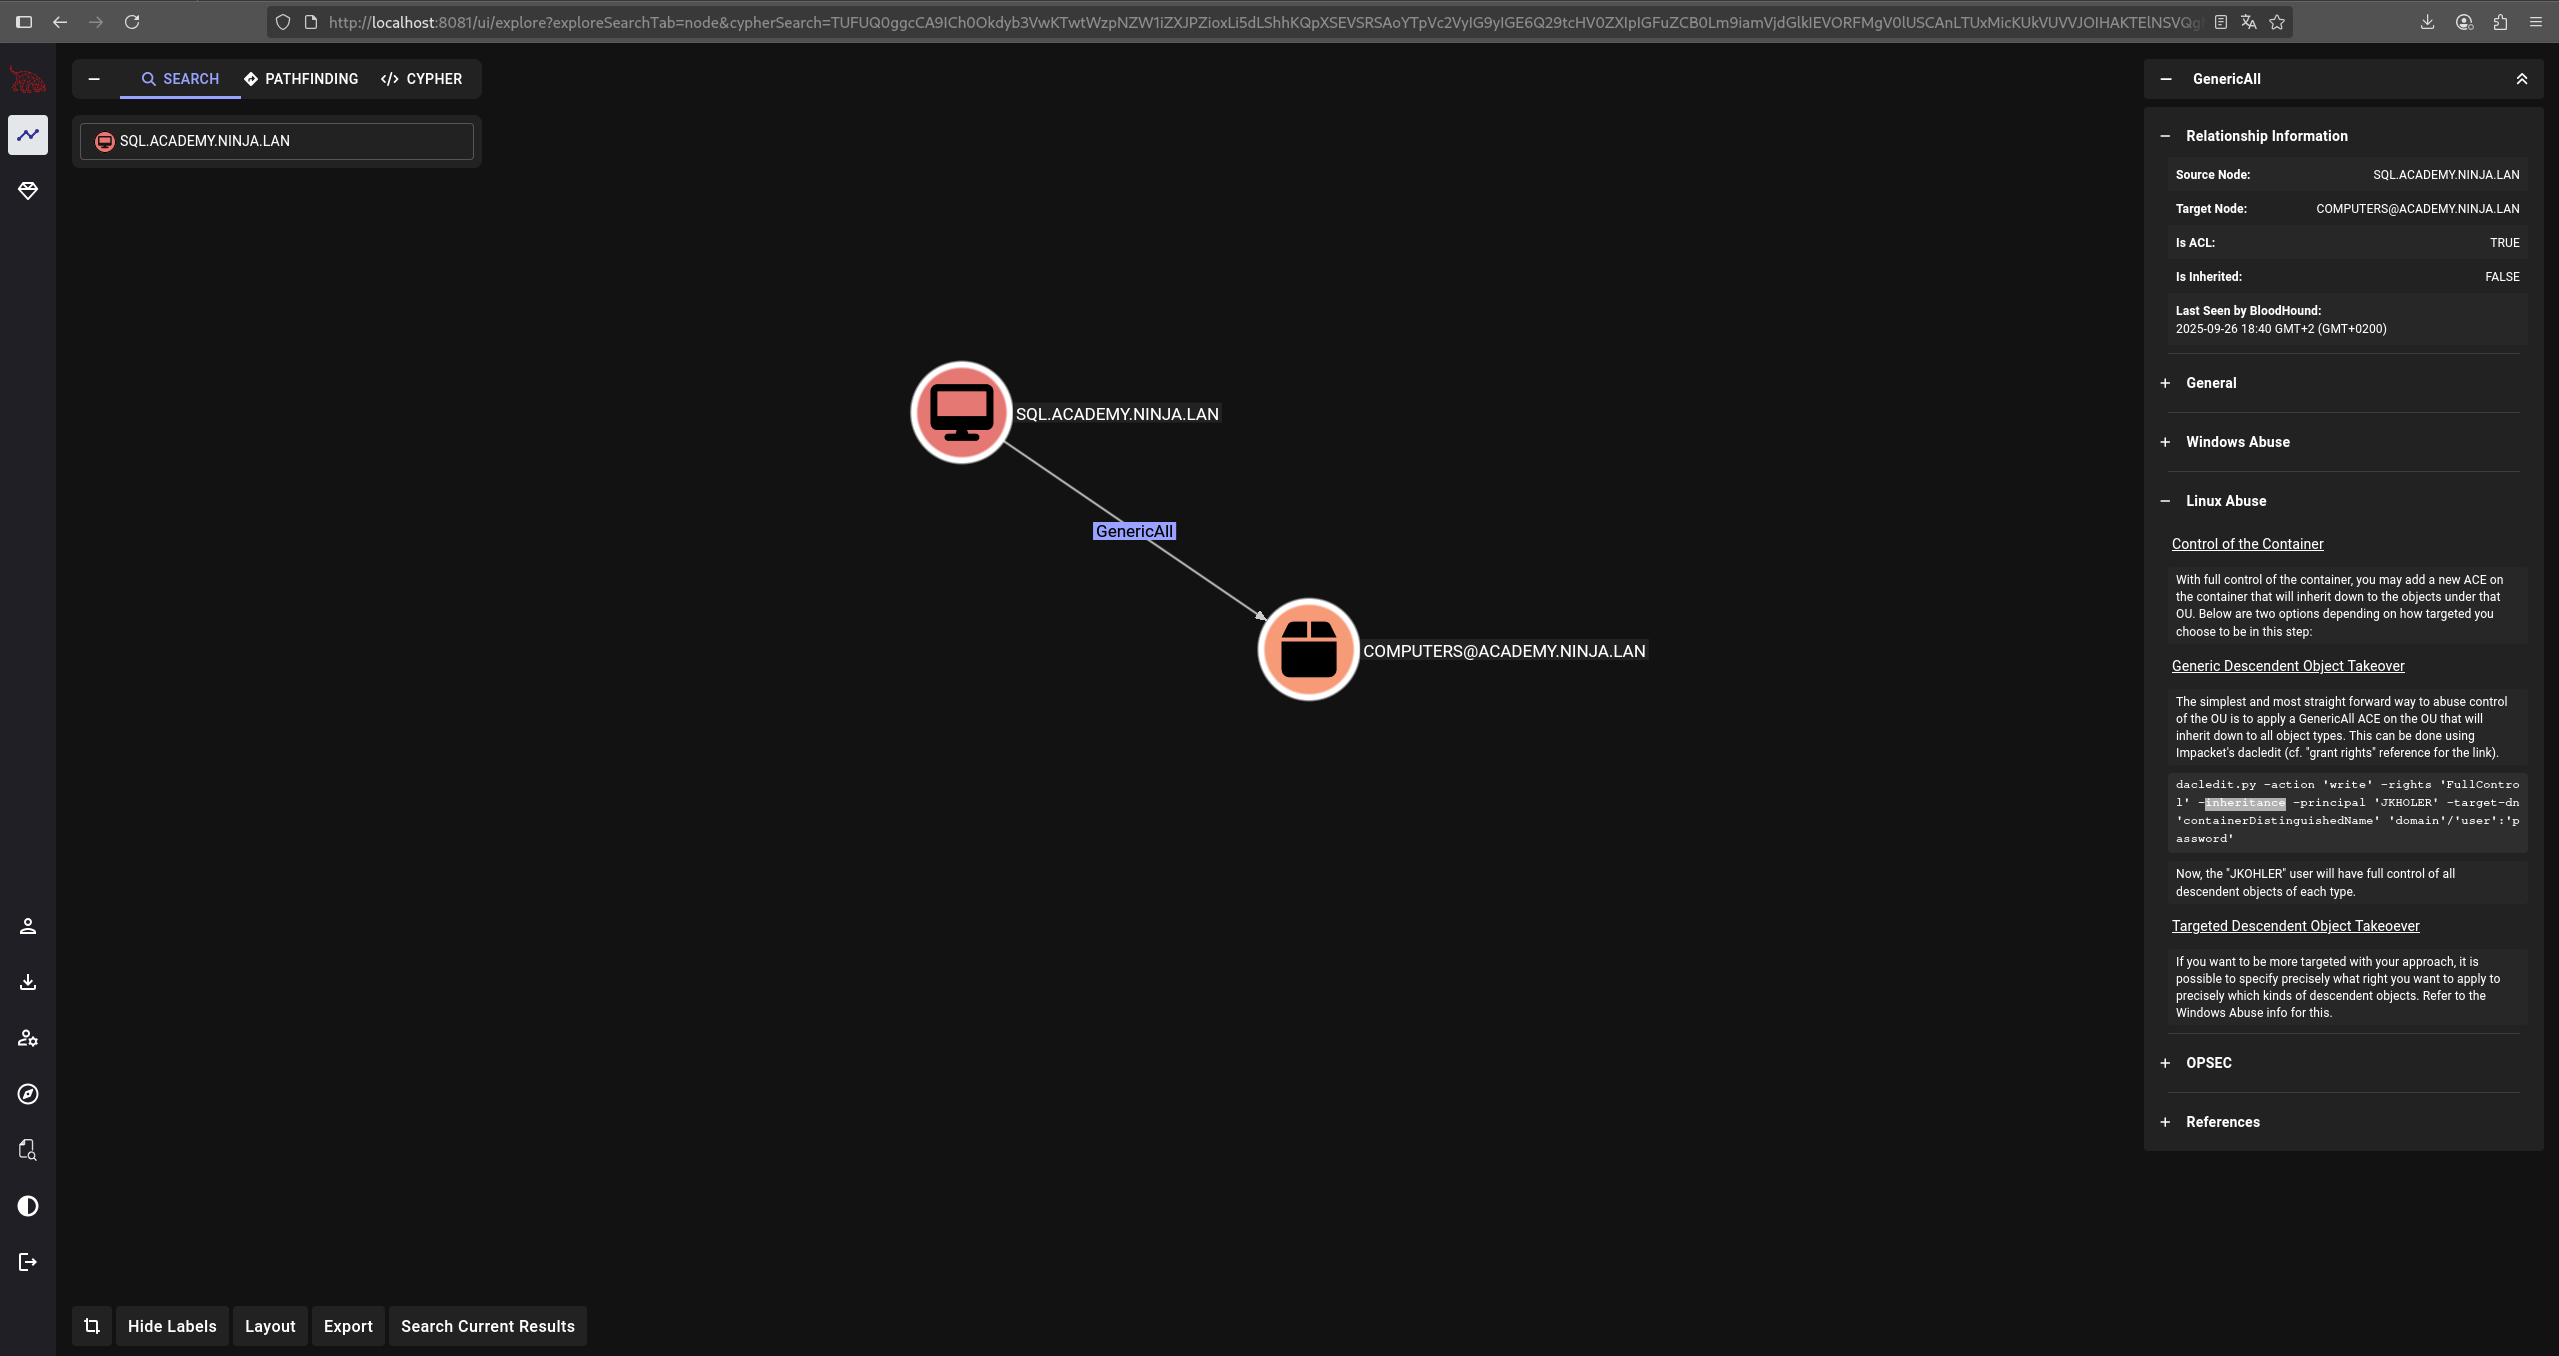 http://localhost:8081/ui/explore?exploreSearchTab=node&cypherSearch=TUFUQ0ggcCA9ICh0Okdyb3VwKTwtWzpNZW1iZXJPZioxLi5dLShhKQpXSEVSRSAoYTpVc2VyIG9yIGE6Q29tcHV0ZXIpIGFuZCB0Lm9iamVjdGlkIEVORFMgV0lUSCAnLTUxMicKUkVUVVJOIHAKTElNSVQg
SEARCH
PATHFINDING
CYPHER
SQL.ACADEMY.NINJA.LAN
SQL.ACADEMY.NINJA.LAN
GenericAll
COMPUTERS@ACADEMY.NINJA.LAN
Hide Labels
Layout
Export
Search Current Results
GenericAll
Relationship Information
Source Node: SQL.ACADEMY.NINJA.LAN
Target Node: COMPUTERS@ACADEMY.NINJA.LAN
Is ACL: TRUE
Is Inherited: FALSE
Last Seen by BloodHound:
2025-09-26 18:40 GMT+2 (GMT+0200)
General
Windows Abuse
Linux Abuse
Control of the Container
With full control of the container, you may add a new ACE on
the container that will inherit down to the objects under that
OU. Below are two options depending on how targeted you
choose to be in this step:
Generic Descendent Object Takeover
The simplest and most straight forward way to abuse control
of the OU is to apply a GenericAll ACE on the OU that will
inherit down to all object types. This can be done using
Impacket's dacledit (cf. "grant rights" reference for the link).
dacledit.py -action 'write' -rights 'FullContro
l' -inheritance -principal 'JKHOLER' -target-dn
'containerDistinguishedName' 'domain'/'user':'p
assword'
Now, the "JKOHLER" user will have full control of all
descendent objects of each type.
Targeted Descendent Object Takeoever
If you want to be more targeted with your approach, it is
possible to specify precisely what right you want to apply to
precisely which kinds of descendent objects. Refer to the
Windows Abuse info for this.
OPSEC
References